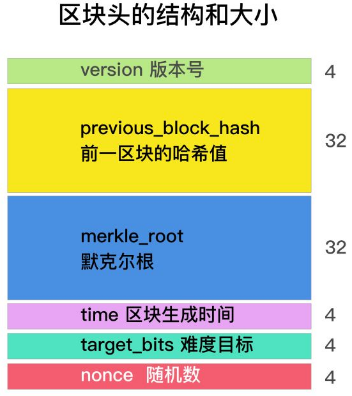 区块头的结构和大小
version 版本号 4
previous_block_hash
前一区块的哈希值
32
merkle_root
默克尔根
32
time 区块生成时间 4
target_bits 难度目标 4
nonce 随机数 4